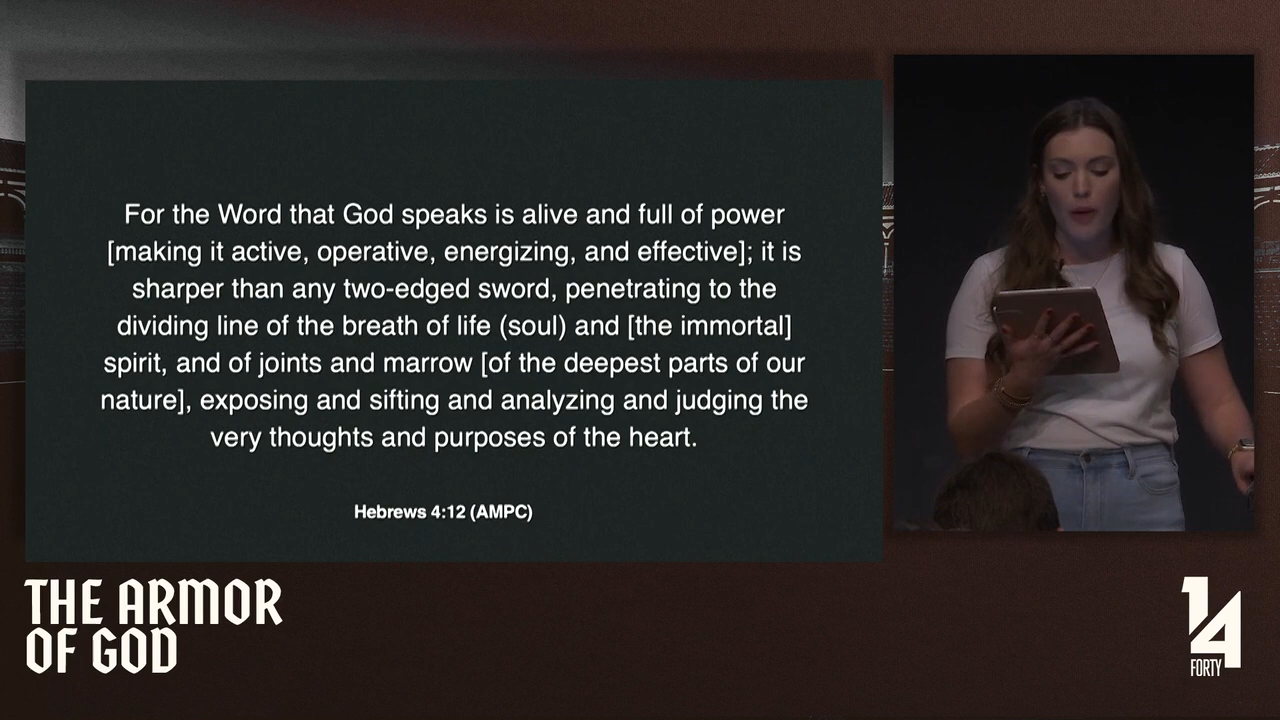 For the Word that God speaks is alive and full of power
[making it active, operative, energizing, and effective]; it is
sharper than any two-edged sword, penetrating to the
dividing line of the breath of life (soul) and [the immortal]
spirit, and of joints and marrow [of the deepest parts of our
nature], exposing and sifting and analyzing and judging the
very thoughts and purposes of the heart.
Hebrews 4:12 (AMPC)
THE ARMOR
OF GOD
14
FORTY